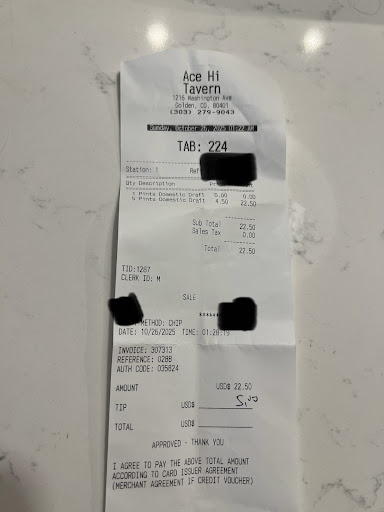 Ace Hi
Tavern
1216 Washington Ave
Golden, CO. 80401
(303) 279-9043
Sunday, October 26, 2025 01:22 AM
TAB: 224
Station: 1 Ref
Qty Description
1 Pints Domestic Draft 0.00 0.00
5 Pints Domestic Draft 4.50 22.50
Sub Total 22.50
Sales Tax 0.00
Total 22.50
TID:1287
CLERK ID: M
SALE
METHOD: CHIP
DATE: 10/26/2025 TIME: 01:20:19
INVOICE: 307313
REFERENCE: 0288
AUTH CODE: 035824
AMOUNT USD$ 22.50
TIP USD$ 5.00
TOTAL USD$
APPROVED - THANK YOU
I AGREE TO PAY THE ABOVE TOTAL AMOUNT
ACCORDING TO CARD ISSUER AGREEMENT
(MERCHANT AGREEMENT IF CREDIT VOUCHER)